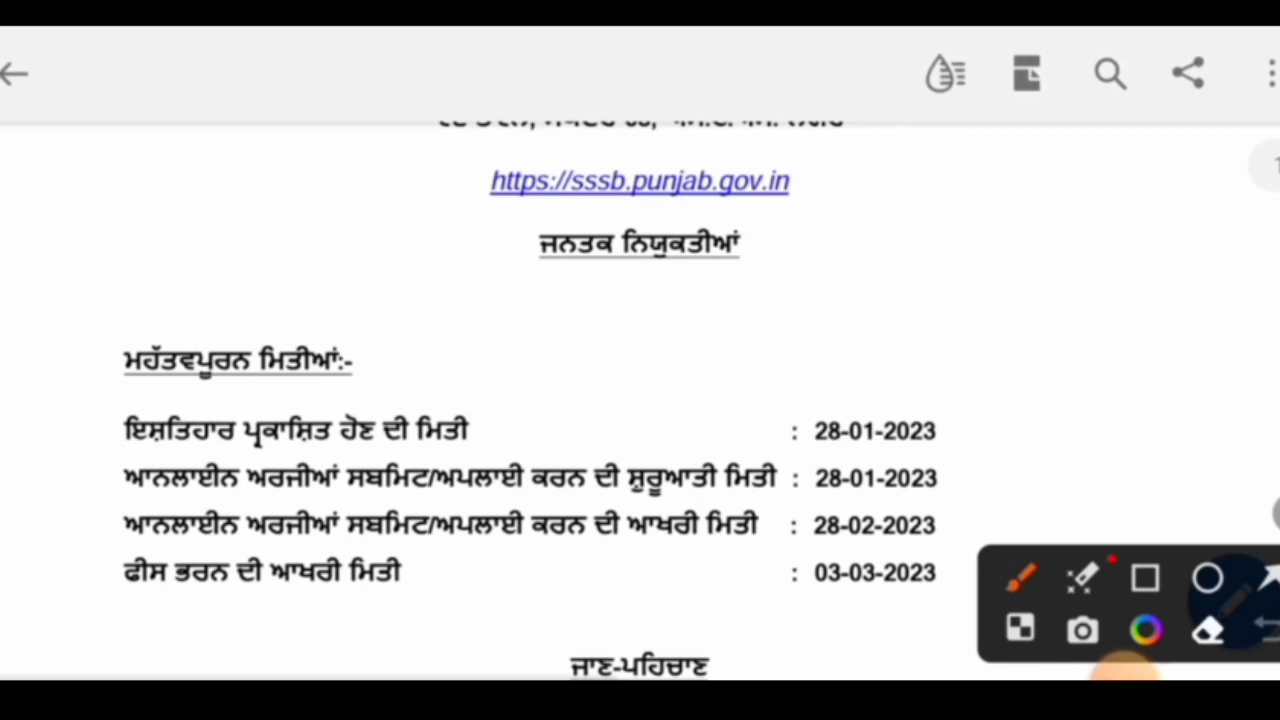 https://sssb.punjab.gov.in
ਜਨਤਕ ਨਿਯੁਕਤੀਆਂ
ਮਹੱਤਵਪੂਰਨ ਮਿਤੀਆਂ:-
ਇਸ਼ਤਿਹਾਰ ਪ੍ਰਕਾਸ਼ਿਤ ਹੋਣ ਦੀ ਮਿਤੀ : 28-01-2023
ਆਨਲਾਈਨ ਅਰਜੀਆਂ ਸਬਮਿਟ/ਅਪਲਾਈ ਕਰਨ ਦੀ ਸ਼ੁਰੂਆਤੀ ਮਿਤੀ : 28-01-2023
ਆਨਲਾਈਨ ਅਰਜੀਆਂ ਸਬਮਿਟ/ਅਪਲਾਈ ਕਰਨ ਦੀ ਆਖਰੀ ਮਿਤੀ : 28-02-2023
ਫੀਸ ਭਰਨ ਦੀ ਆਖਰੀ ਮਿਤੀ : 03-03-2023
ਜਾਣ-ਪਹਿਚਾਣ